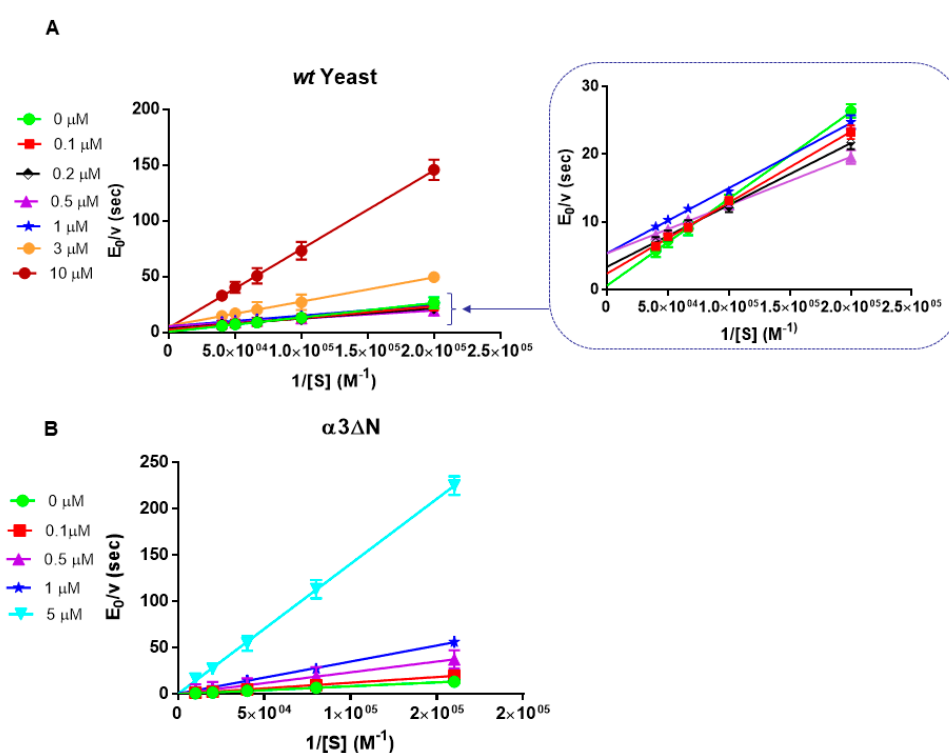 A
wt Yeast
0 μM
0.1 μM
0.2 μM
0.5 μM
1 μM
3 μM
10 μM
E0/v (sec)
200
150
100
50
0
0 5.0×10⁰⁴ 1.0×10⁰⁵ 1.5×10⁰⁵ 2.0×10⁰⁵ 2.5×10⁰⁵
1/[S] (M⁻¹)
E0/v (sec)
30
20
10
0
0 5.0×10⁰⁴ 1.0×10⁰⁵ 1.5×10⁰⁵ 2.0×10⁰⁵ 2.5×10⁰⁵
1/[S] (M⁻¹)
B
α3ΔN
0 μM
0.1μM
0.5 μM
1 μM
5 μM
E0/v (sec)
250
200
150
100
50
0
0 5×10⁰⁴ 1×10⁰⁵ 2×10⁰⁵ 2×10⁰⁵
1/[S] (M⁻¹)